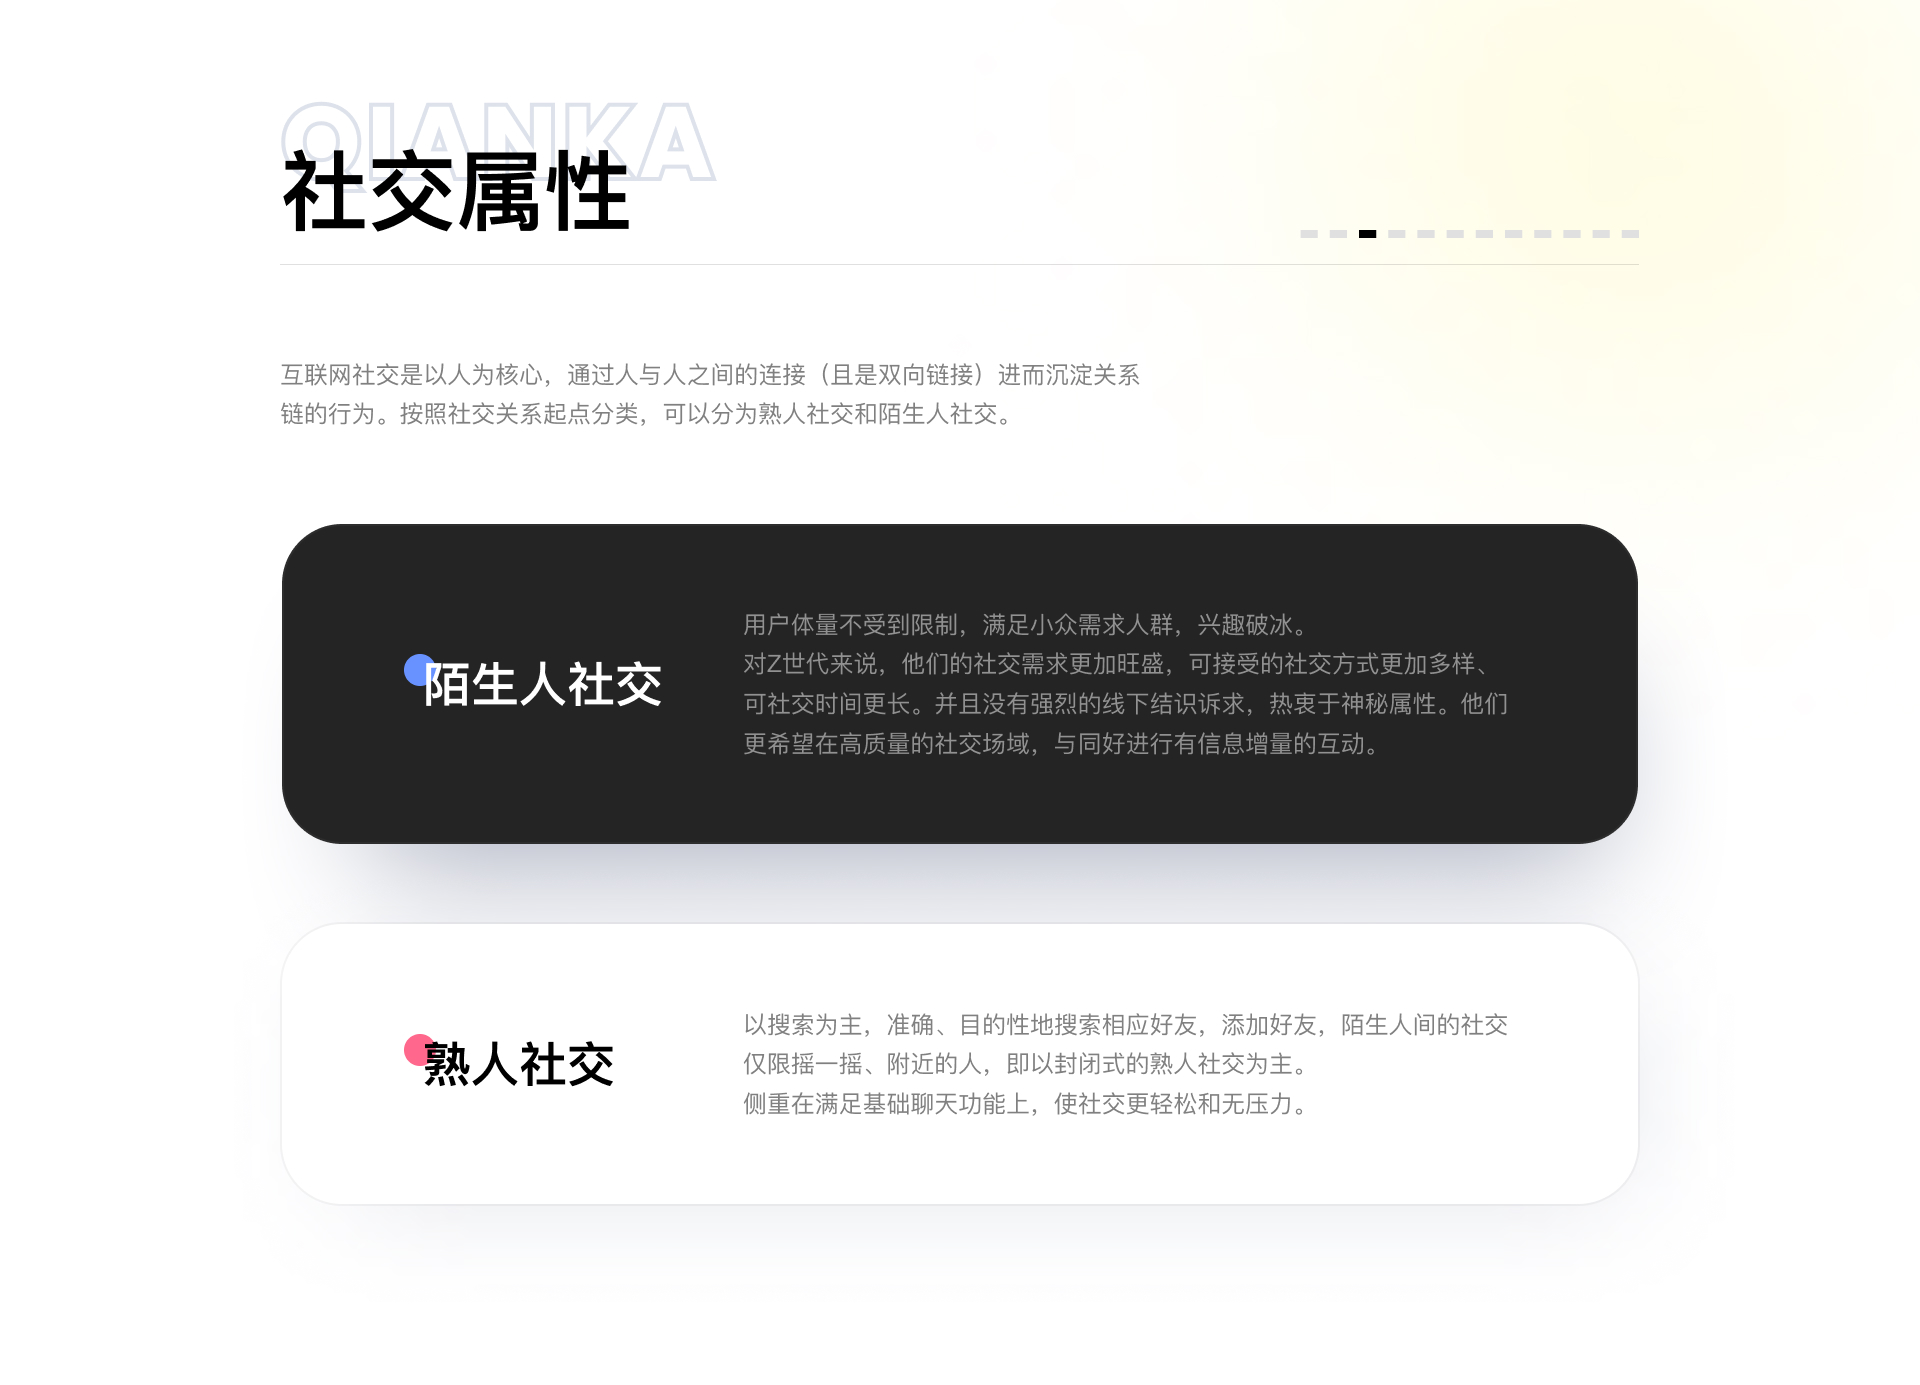 QIANKA
社交属性
互联网社交是以人为核心，通过人与人之间的连接（且是双向链接）进而沉淀关系
链的行为。按照社交关系起点分类，可以分为熟人社交和陌生人社交。
陌生人社交
用户体量不受到限制，满足小众需求人群，兴趣破冰。
对Z世代来说，他们的社交需求更加旺盛，可接受的社交方式更加多样、
可社交时间更长。并且没有强烈的线下结识诉求，热衷于神秘属性。他们
更希望在高质量的社交场域，与同好进行有信息增量的互动。
熟人社交
以搜索为主，准确、目的性地搜索相应好友，添加好友，陌生人间的社交
仅限摇一摇、附近的人，即以封闭式的熟人社交为主。
侧重在满足基础聊天功能上，使社交更轻松和无压力。